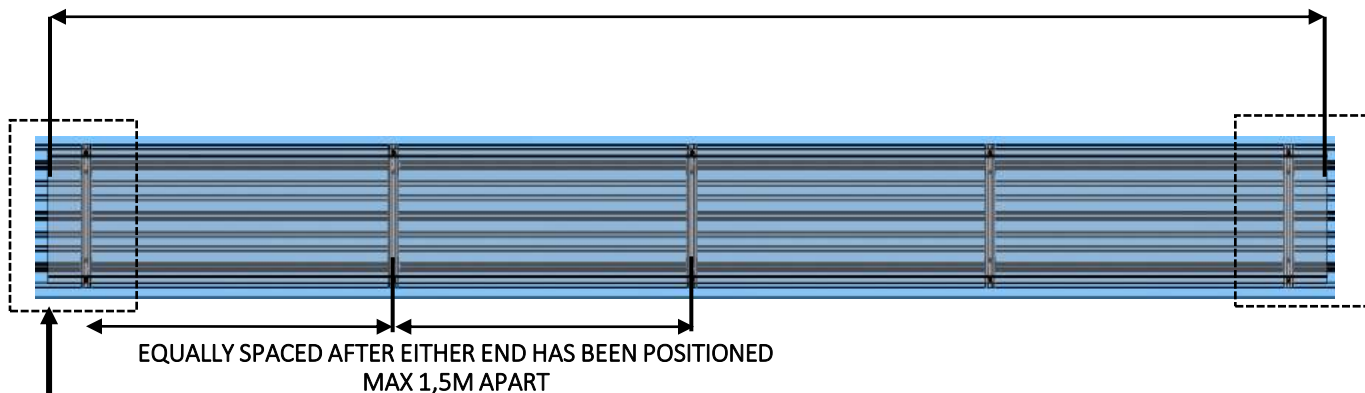 EQUALLY SPACED AFTER EITHER END HAS BEEN POSITIONED
MAX 1,5M APART